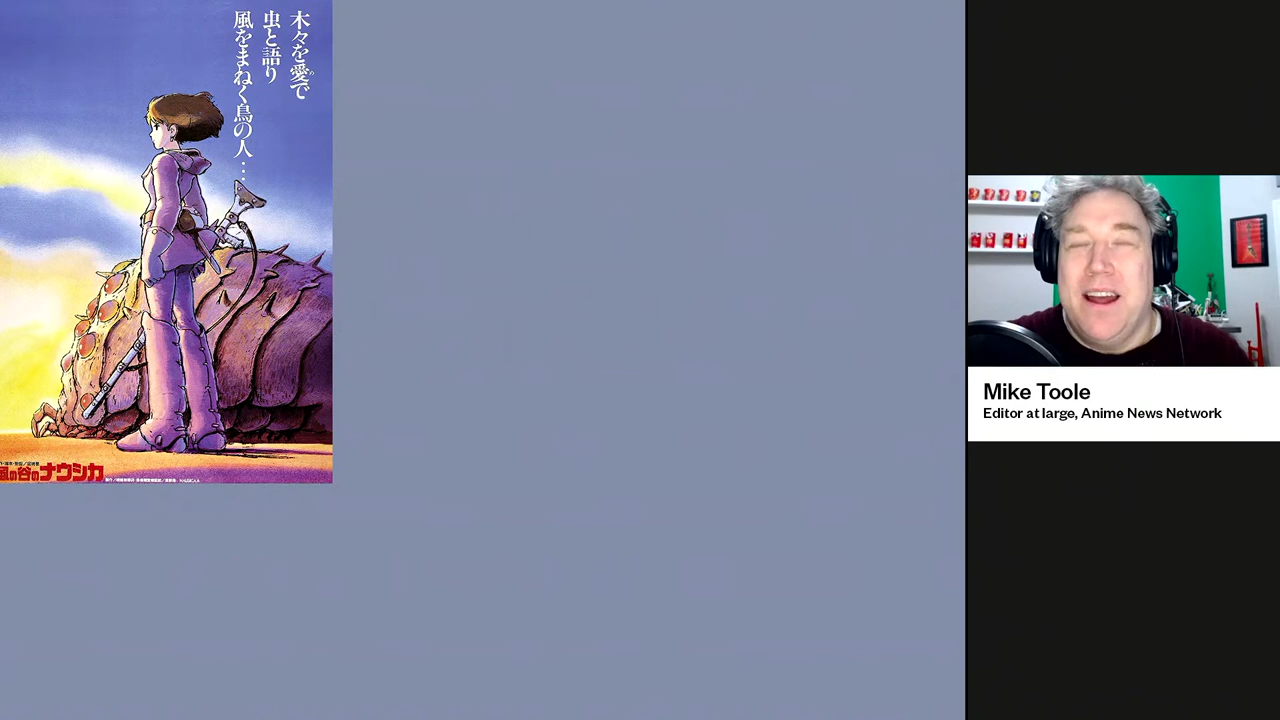 木々を愛で
虫と語り
風をまねく鳥の人…
風の谷のナウシカ
Mike Toole
Editor at large, Anime News Network